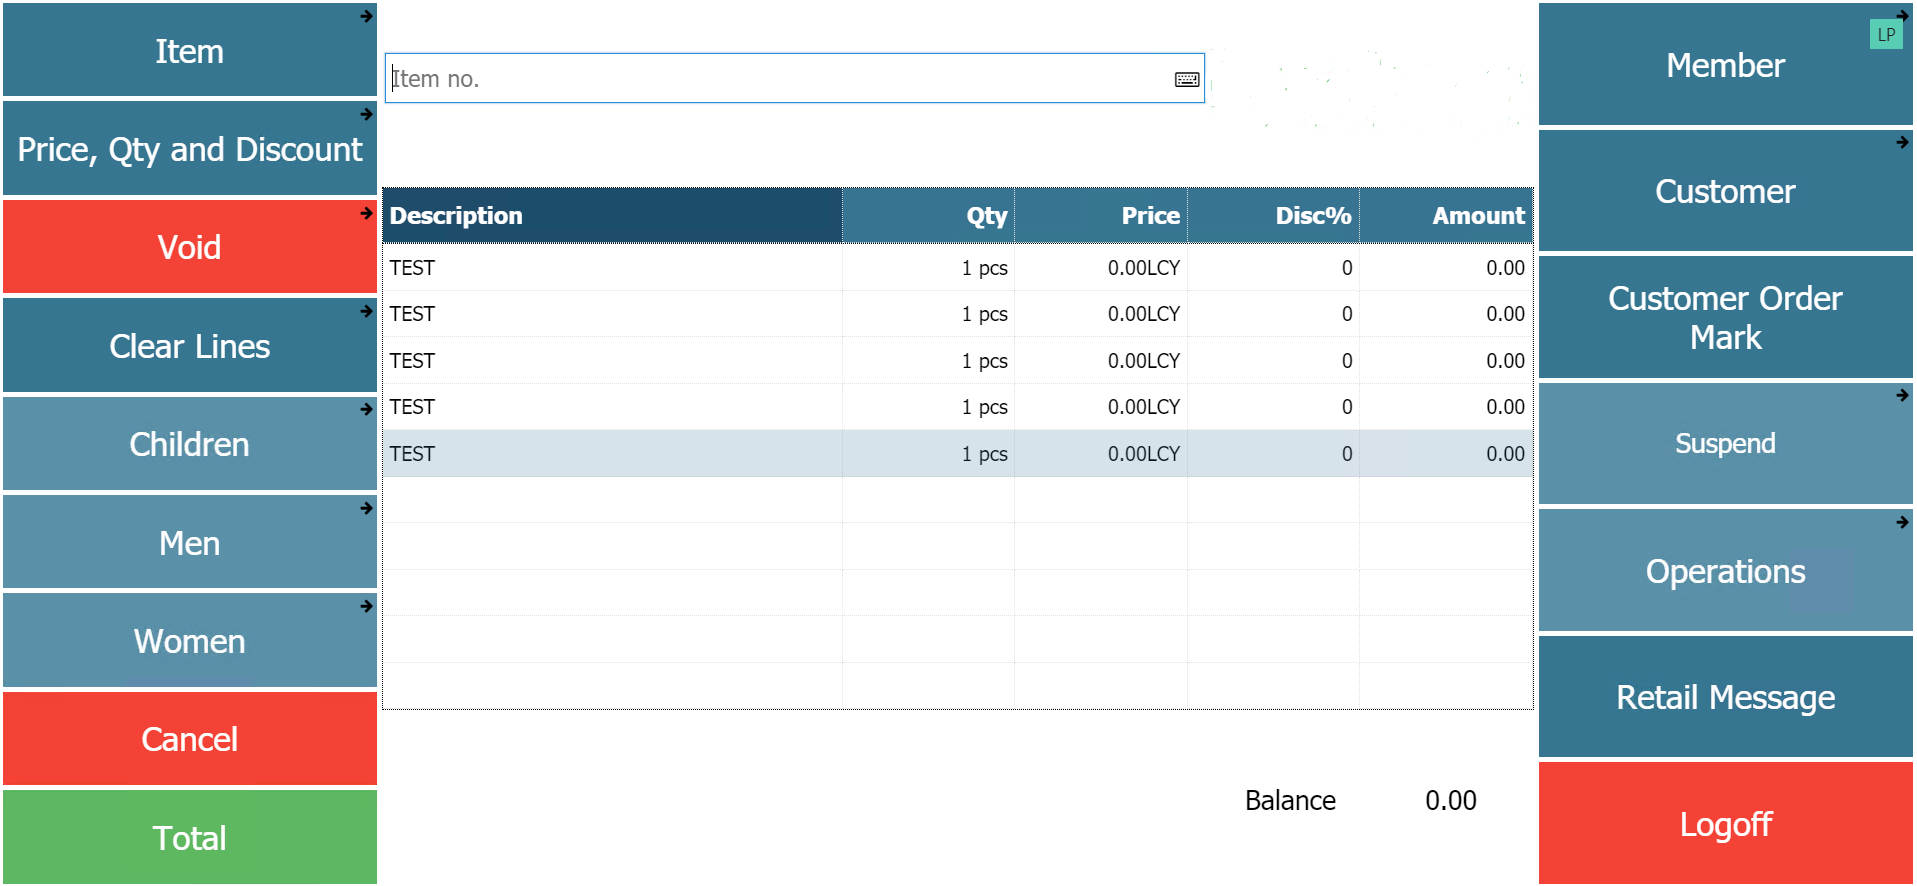 Item
Price, Qty and Discount
Void
Clear Lines
Children
Men
Women
Cancel
Total
Item no.
Description Qty Price Disc% Amount
TEST 1 pcs 0.00LCY 0 0.00
TEST 1 pcs 0.00LCY 0 0.00
TEST 1 pcs 0.00LCY 0 0.00
TEST 1 pcs 0.00LCY 0 0.00
TEST 1 pcs 0.00LCY 0 0.00
Balance 0.00
LP
Member
Customer
Customer Order
Mark
Suspend
Operations
Retail Message
Logoff